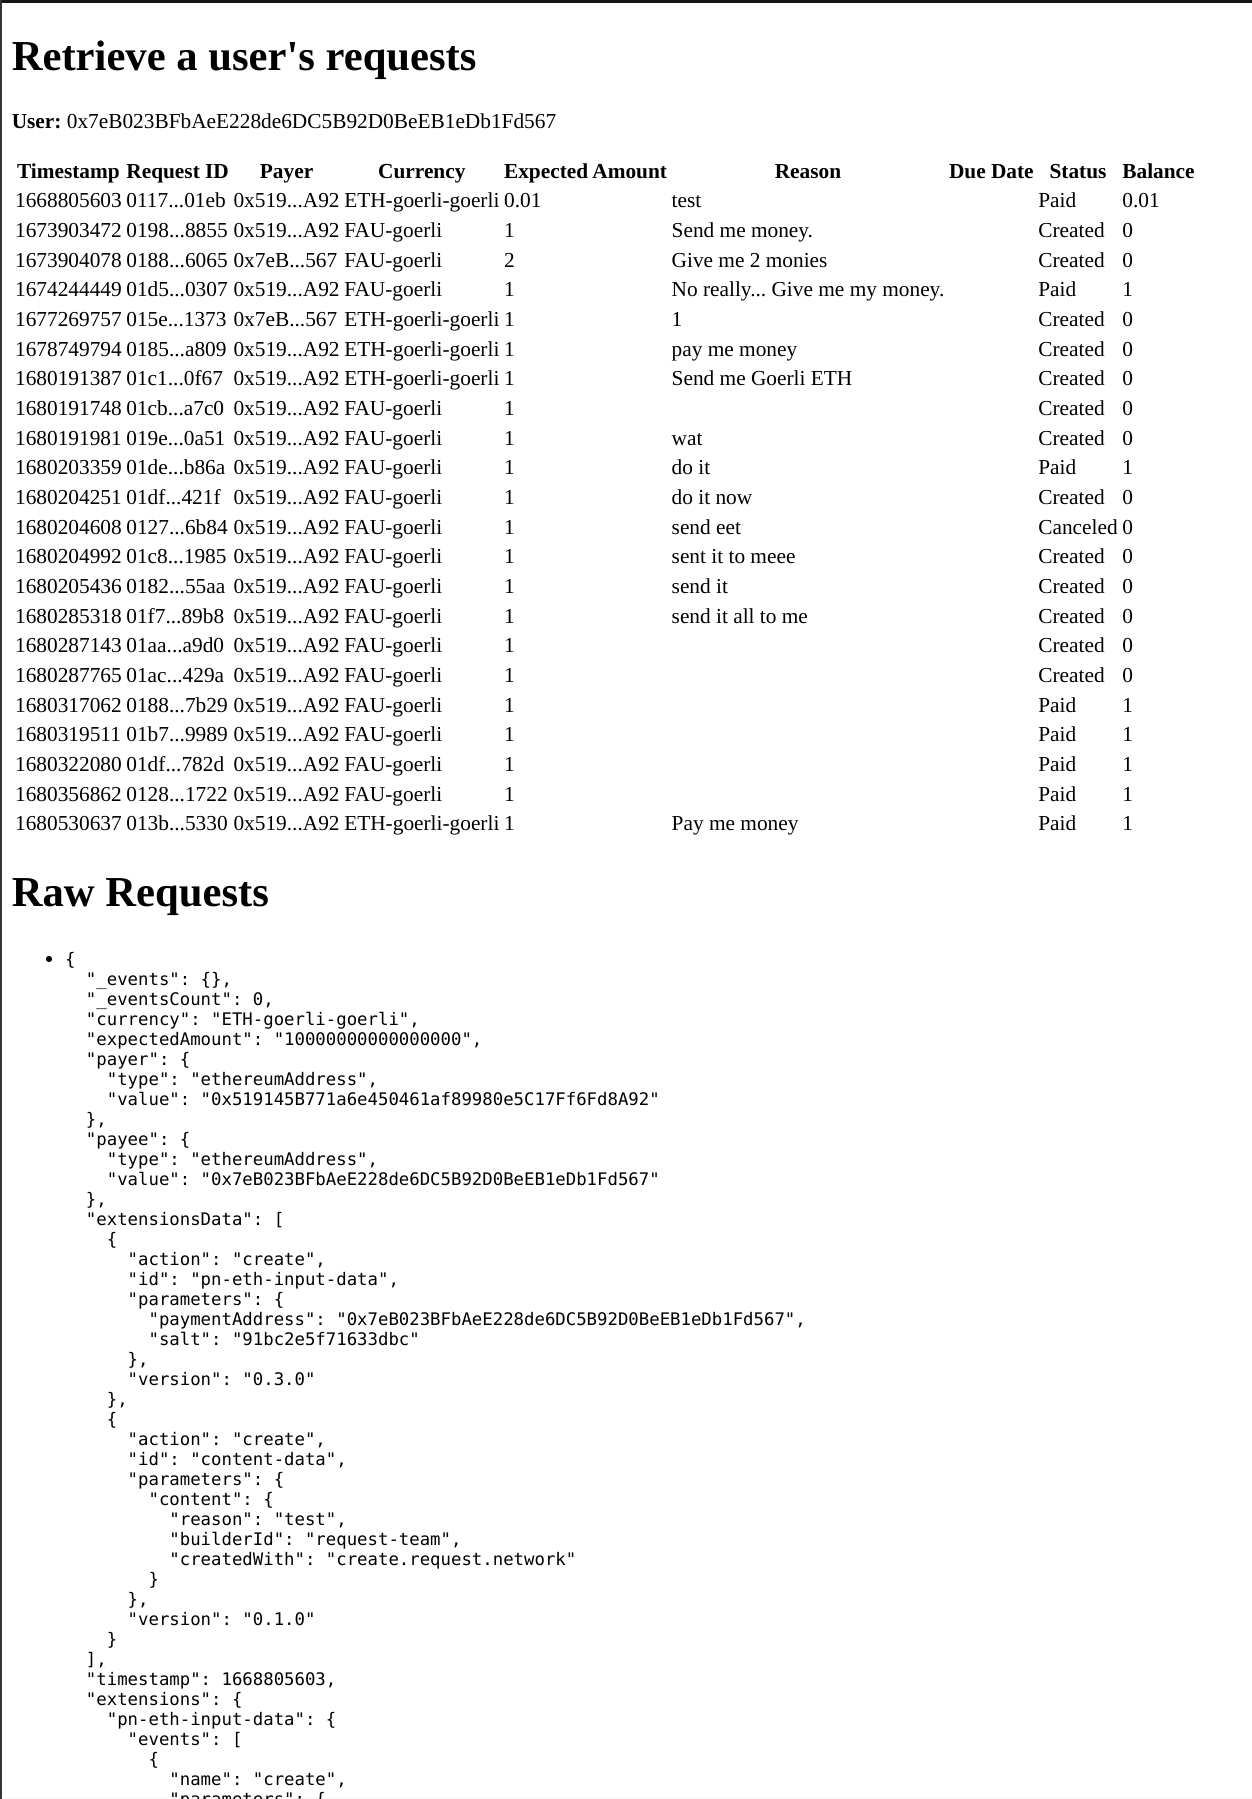 Retrieve a user's requests
User: 0x7eB023BFbAeE228de6DC5B92D0BeEB1eDb1Fd567
Timestamp Request ID Payer Currency Expected Amount Reason Due Date Status Balance
1668805603 0117...01eb 0x519...A92 ETH-goerli-goerli 0.01 test Paid 0.01
1673903472 0198...8855 0x519...A92 FAU-goerli 1 Send me money. Created 0
1673904078 0188...6065 0x7eB...567 FAU-goerli 2 Give me 2 monies Created 0
1674244449 01d5...0307 0x519...A92 FAU-goerli 1 No really... Give me my money. Paid 1
1677269757 015e...1373 0x7eB...567 ETH-goerli-goerli 1 1 Created 0
1678749794 0185...a809 0x519...A92 ETH-goerli-goerli 1 pay me money Created 0
1680191387 01c1...0f67 0x519...A92 ETH-goerli-goerli 1 Send me Goerli ETH Created 0
1680191748 01cb...a7c0 0x519...A92 FAU-goerli 1 Created 0
1680191981 019e...0a51 0x519...A92 FAU-goerli 1 wat Created 0
1680203359 01de...b86a 0x519...A92 FAU-goerli 1 do it Paid 1
1680204251 01df...421f 0x519...A92 FAU-goerli 1 do it now Created 0
1680204608 0127...6b84 0x519...A92 FAU-goerli 1 send eet Canceled 0
1680204992 01c8...1985 0x519...A92 FAU-goerli 1 sent it to meee Created 0
1680205436 0182...55aa 0x519...A92 FAU-goerli 1 send it Created 0
1680285318 01f7...89b8 0x519...A92 FAU-goerli 1 send it all to me Created 0
1680287143 01aa...a9d0 0x519...A92 FAU-goerli 1 Created 0
1680287765 01ac...429a 0x519...A92 FAU-goerli 1 Created 0
1680317062 0188...7b29 0x519...A92 FAU-goerli 1 Paid 1
1680319511 01b7...9989 0x519...A92 FAU-goerli 1 Paid 1
1680322080 01df...782d 0x519...A92 FAU-goerli 1 Paid 1
1680356862 0128...1722 0x519...A92 FAU-goerli 1 Paid 1
1680530637 013b...5330 0x519...A92 ETH-goerli-goerli 1 Pay me money Paid 1
Raw Requests
• {
"_events": {},
"_eventsCount": 0,
"currency": "ETH-goerli-goerli",
"expectedAmount": "10000000000000000",
"payer": {
"type": "ethereumAddress",
"value": "0x519145B771a6e450461af89980e5C17Ff6Fd8A92"
},
"payee": {
"type": "ethereumAddress",
"value": "0x7eB023BFbAeE228de6DC5B92D0BeEB1eDb1Fd567"
},
"extensionsData": [
{
"action": "create",
"id": "pn-eth-input-data",
"parameters": {
"paymentAddress": "0x7eB023BFbAeE228de6DC5B92D0BeEB1eDb1Fd567",
"salt": "91bc2e5f71633dbc"
},
"version": "0.3.0"
},
{
"action": "create",
"id": "content-data",
"parameters": {
"content": {
"reason": "test",
"builderId": "request-team",
"createdWith": "create.request.network"
}
},
"version": "0.1.0"
}
],
"timestamp": 1668805603,
"extensions": {
"pn-eth-input-data": {
"events": [
{
"name": "create",
"parameters": {